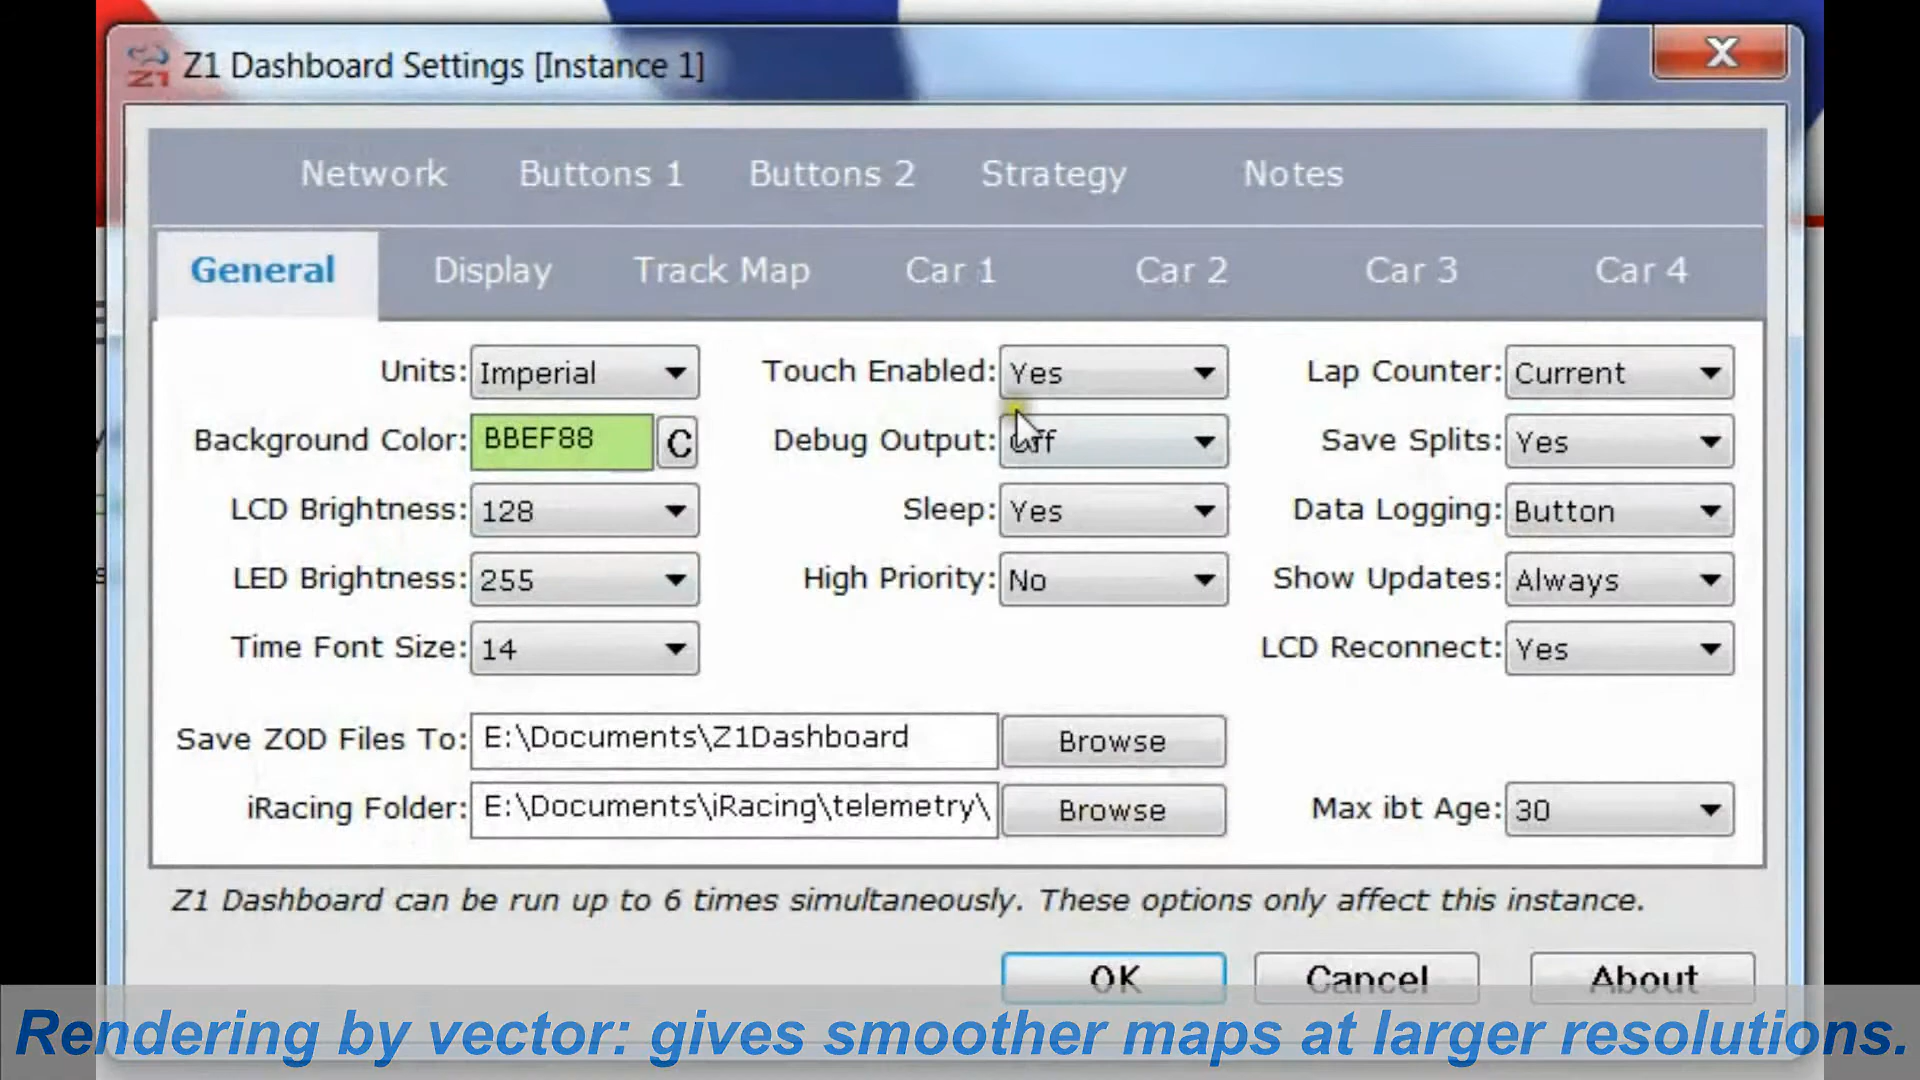 Z1 Dashboard Settings [Instance 1]
X
Z1
Network Buttons 1 Buttons 2 Strategy Notes
General Display Track Map Car 1 Car 2 Car 3 Car 4
Units: Imperial Touch Enabled: Yes Lap Counter: Current
Background Color: BBEF88 C Debug Output: Off Save Splits: Yes
LCD Brightness: 128 Sleep: Yes Data Logging: Button
LED Brightness: 255 High Priority: No Show Updates: Always
Time Font Size: 14 LCD Reconnect: Yes
Save ZOD Files To: E:\Documents\Z1Dashboard Browse
iRacing Folder: E:\Documents\iRacing\telemetry\ Browse Max ibt Age: 30
Z1 Dashboard can be run up to 6 times simultaneously. These options only affect this instance.
OK Cancel About
Rendering by vector: gives smoother maps at larger resolutions.